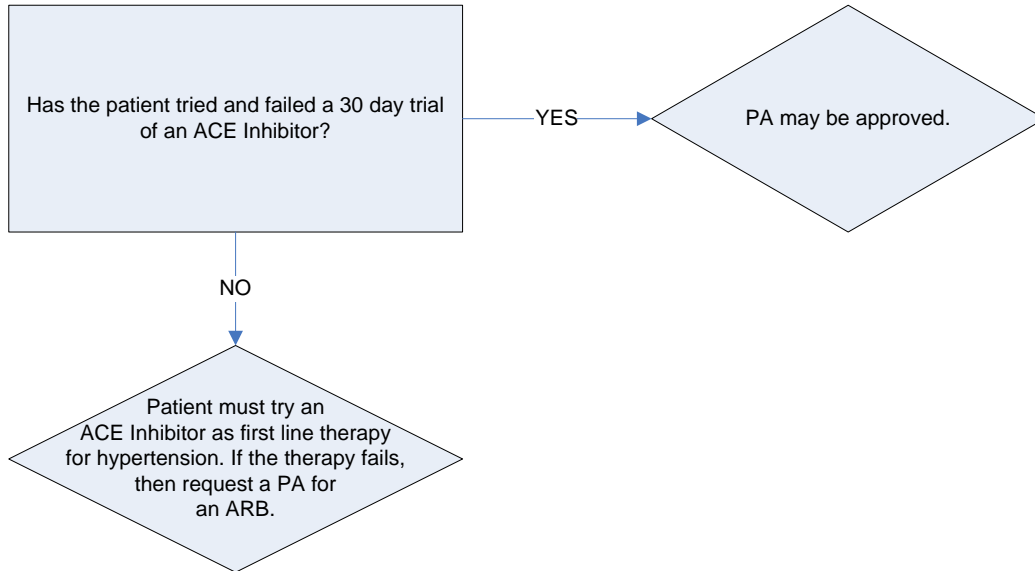 Has the patient tried and failed a 30 day trial
of an ACE Inhibitor?
YES
PA may be approved.
NO
Patient must try an
ACE Inhibitor as first line therapy
for hypertension. If the therapy fails,
then request a PA for
an ARB.